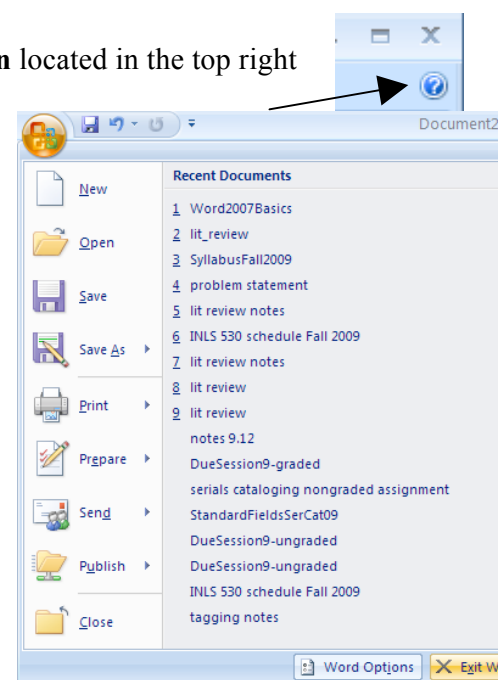 n located in the top right
Document2
New
Open
Save
Save As
Print
Prepare
Send
Publish
Close
Recent Documents
1 Word2007Basics
2 lit_review
3 SyllabusFall2009
4 problem statement
5 lit review notes
6 INLS 530 schedule Fall 2009
7 lit review notes
8 lit review
9 lit review
notes 9.12
DueSession9-graded
serials cataloging nongraded assignment
StandardFieldsSerCat09
DueSession9-ungraded
DueSession9-ungraded
INLS 530 schedule Fall 2009
tagging notes
Word Options
Exit W